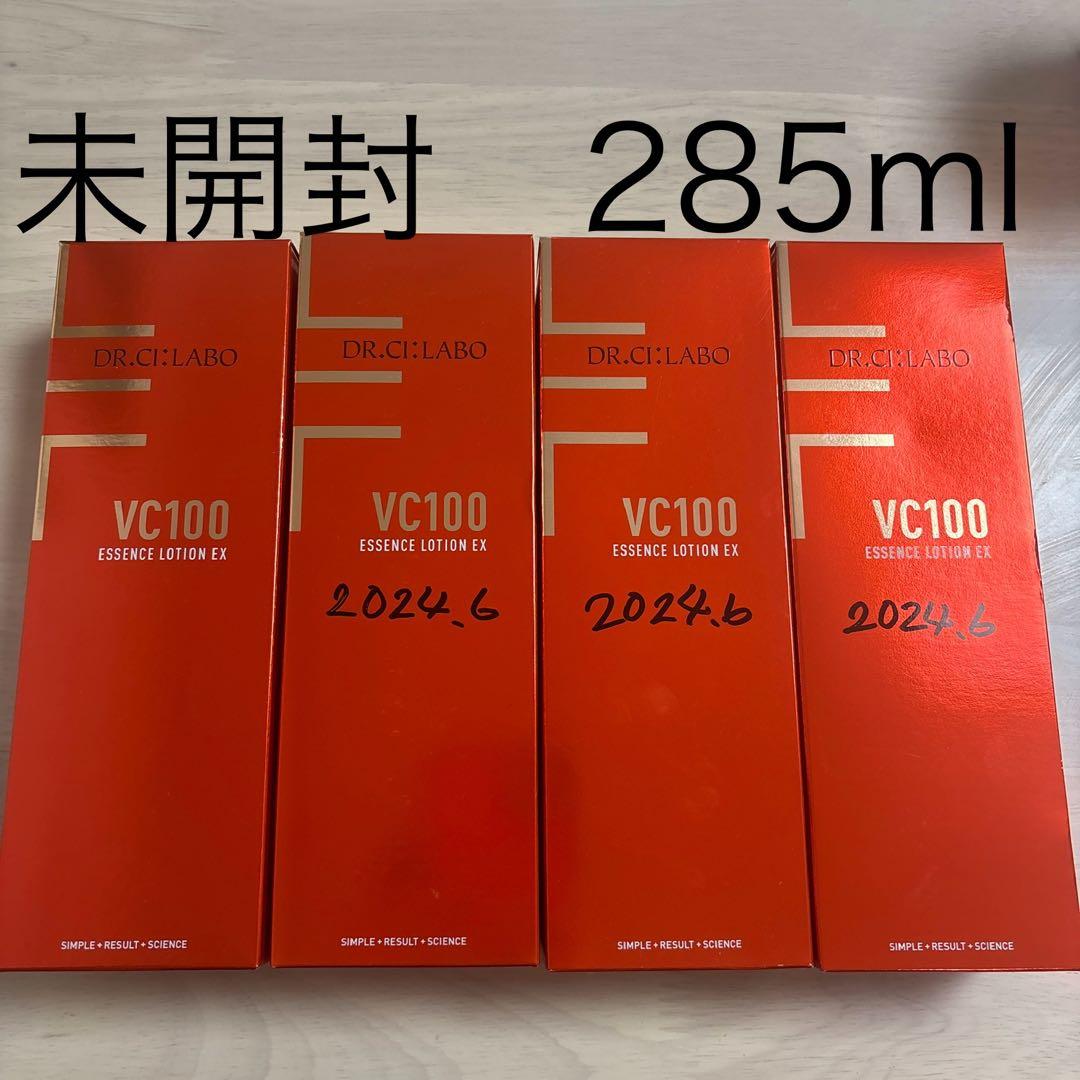 未開封 285ml
DR.CI:LABO
VC100
ESSENCE LOTION EX
SIMPLE+RESULT+SCIENCE
DR.CI:LABO
VC100
ESSENCE LOTION EX
2024.6
SIMPLE+RESULT+SCIENCE
DR.CI:LABO
VC100
ESSENCE LOTION EX
2024.6
SIMPLE+RESULT+SCIENCE
DR.CI:LABO
VC100
ESSENCE LOTION EX
2024.6
SIMPLE+RESULT+SCIENCE